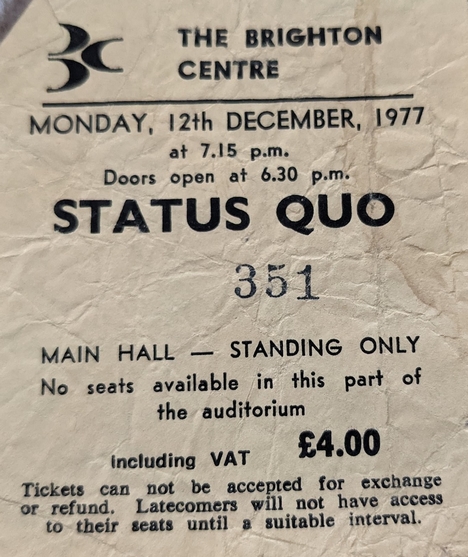 THE BRIGHTON
CENTRE
MONDAY, 12th DECEMBER, 1977
at 7.15 p.m.
Doors open at 6.30 p.m.
STATUS QUO
351
MAIN HALL — STANDING ONLY
No seats available in this part of
the auditorium
including VAT £4.00
Tickets can not be accepted for exchange
or refund. Latecomers will not have access
to their seats until a suitable interval.